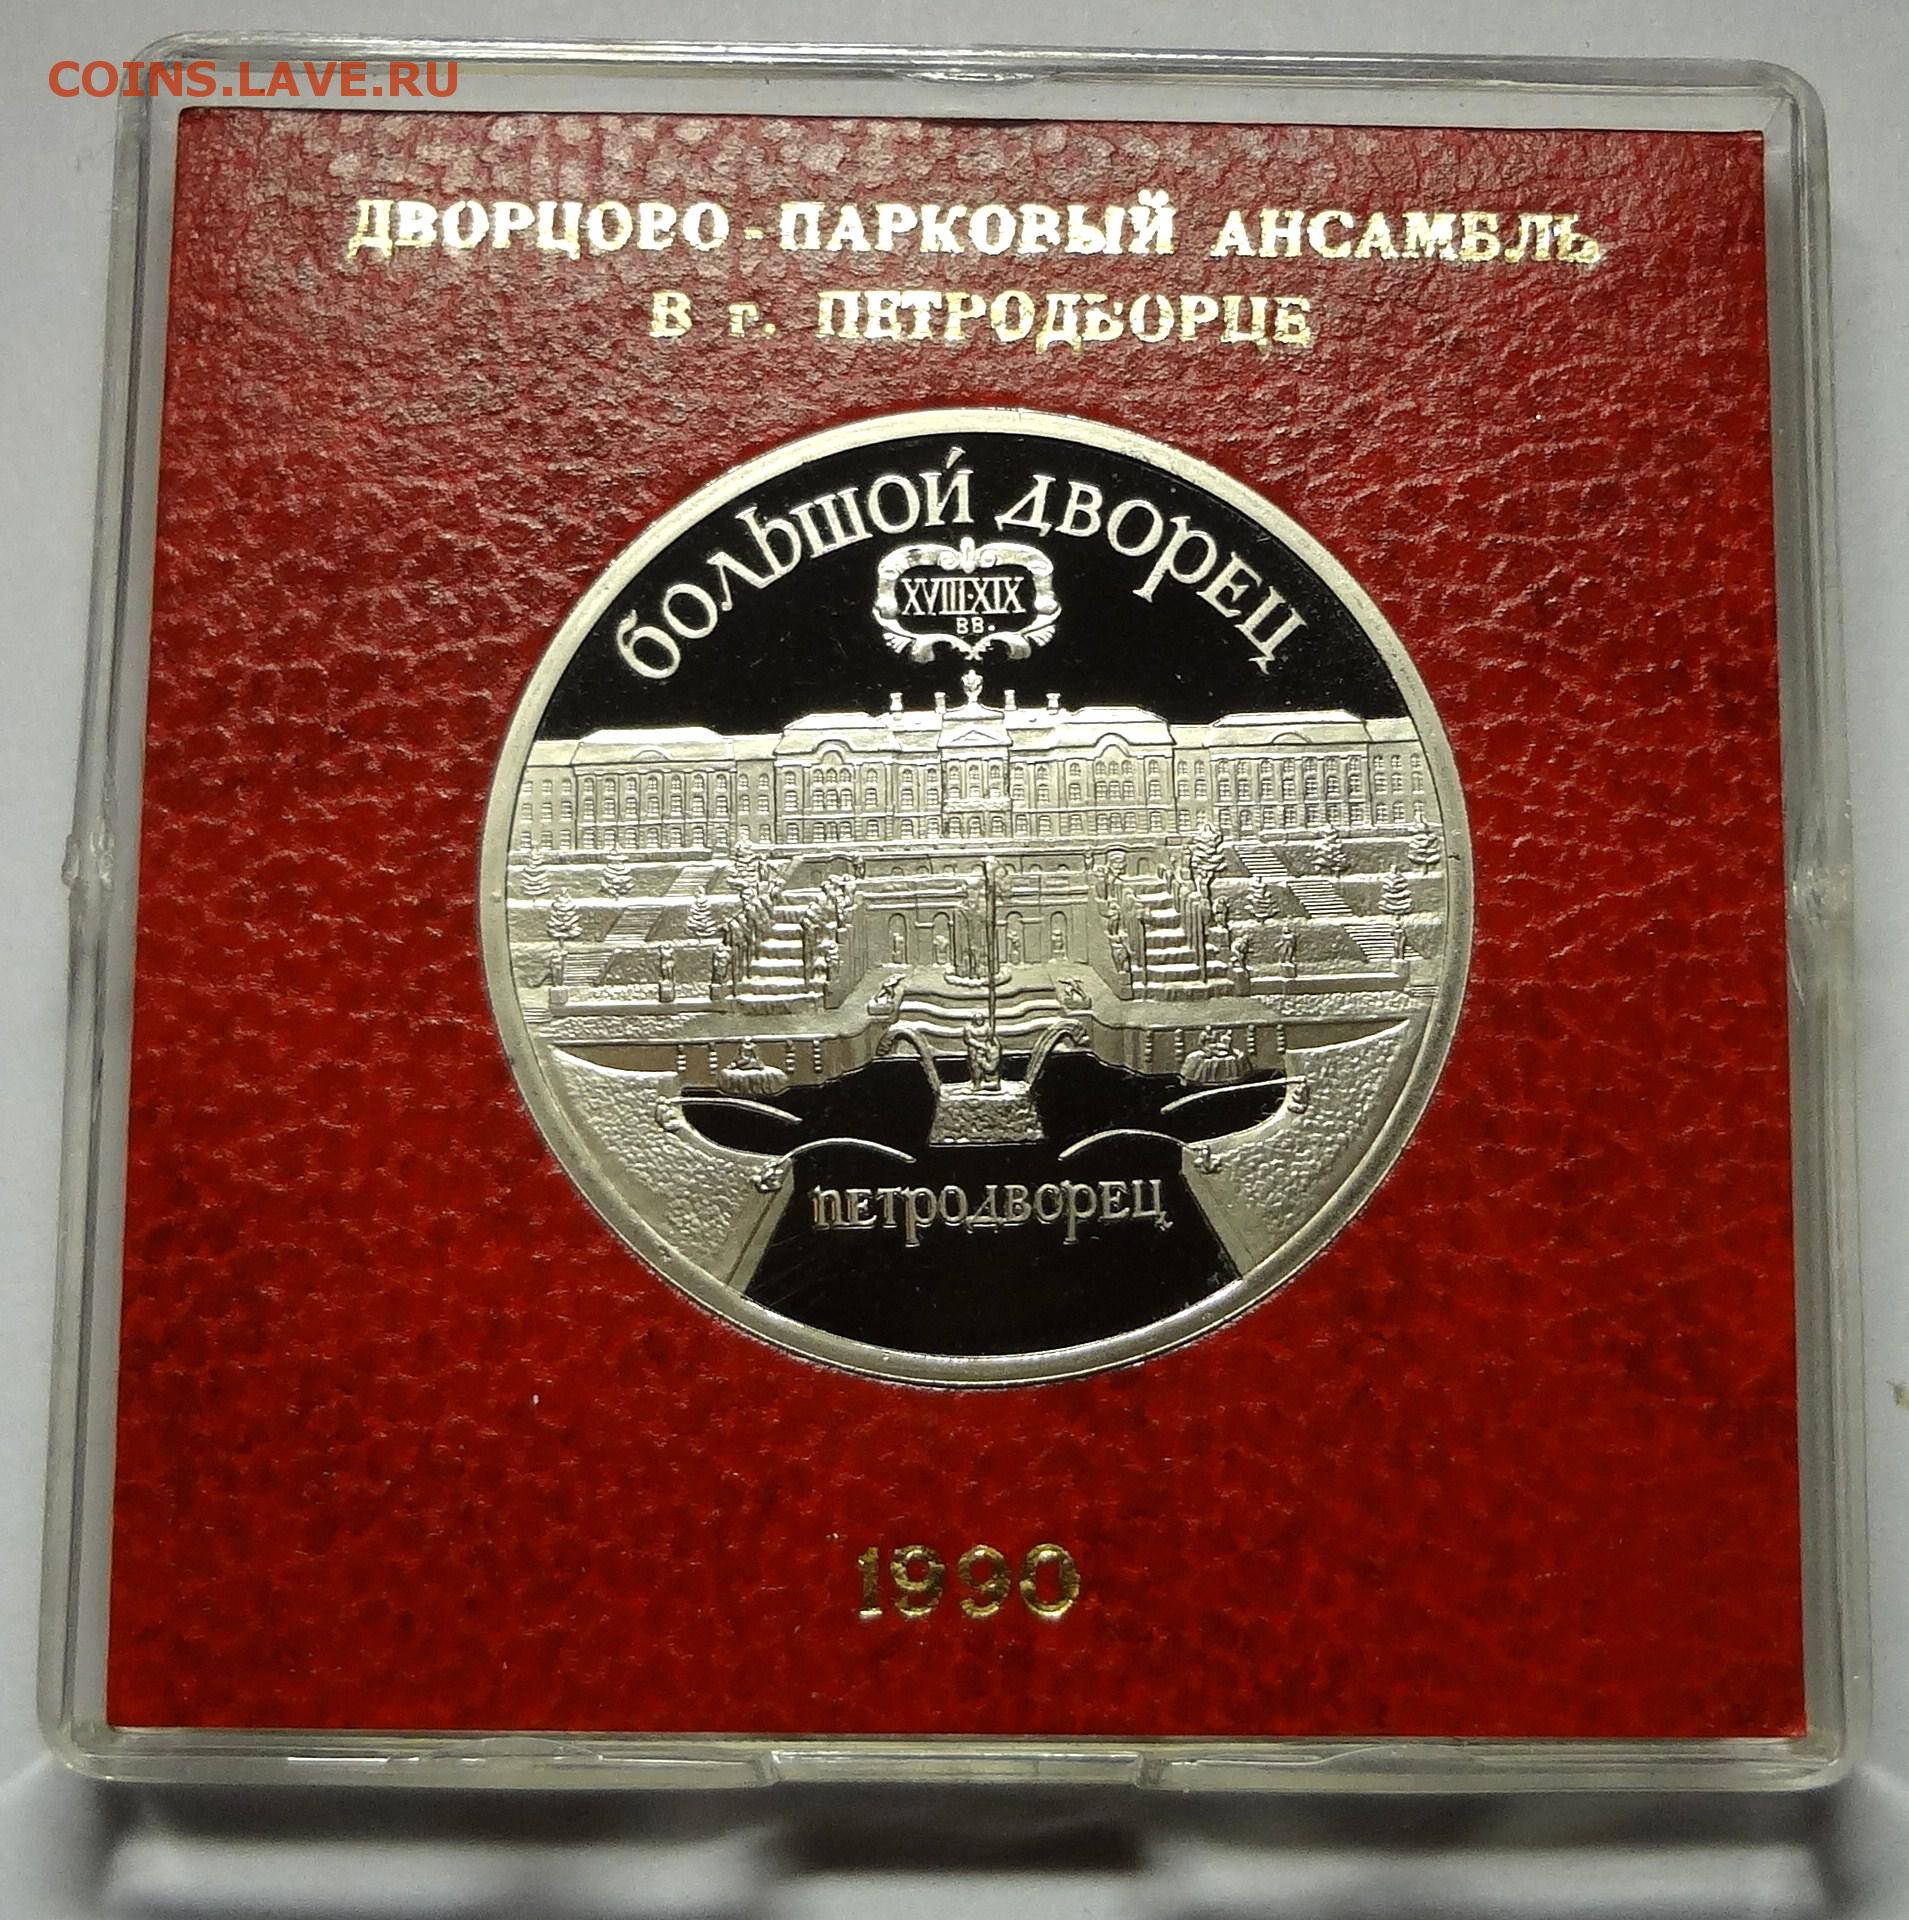 COINS.LAVE.RU
ДВОРЦОВО-ПАРКОВЫЙ АНСАМБЛЬ
В г. ПЕТРОДВОРЦЕ
БОЛЬШОЙ ДВОРЕЦ
XVIII·XIX
ВВ.
ПЕТРОДВОРЕЦ
1990